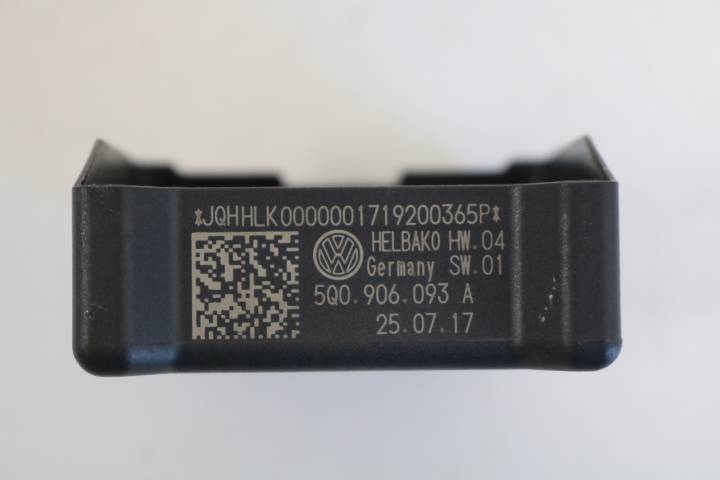 *JQHHLK0000001719200365P*
HELBAKO HW.04
Germany SW.01
5Q0.906.093 A
25.07.17